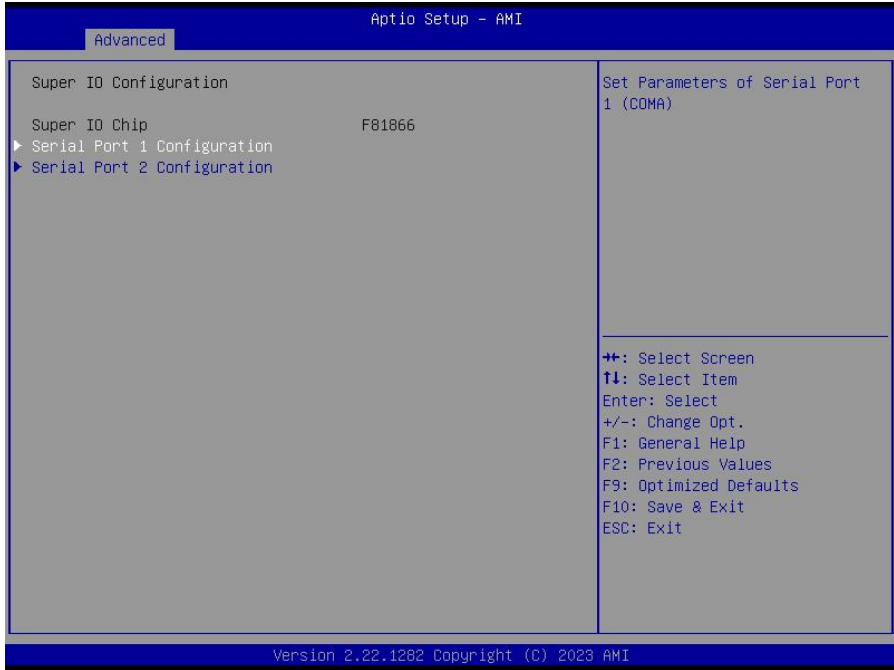 Aptio Setup - AMI
Advanced
Super IO Configuration
Super IO Chip F81866
Serial Port 1 Configuration
Serial Port 2 Configuration
Set Parameters of Serial Port
1 (COMA)
→←: Select Screen
↑↓: Select Item
Enter: Select
+/-: Change Opt.
F1: General Help
F2: Previous Values
F9: Optimized Defaults
F10: Save & Exit
ESC: Exit
Version 2.22.1282 Copyright (C) 2023 AMI